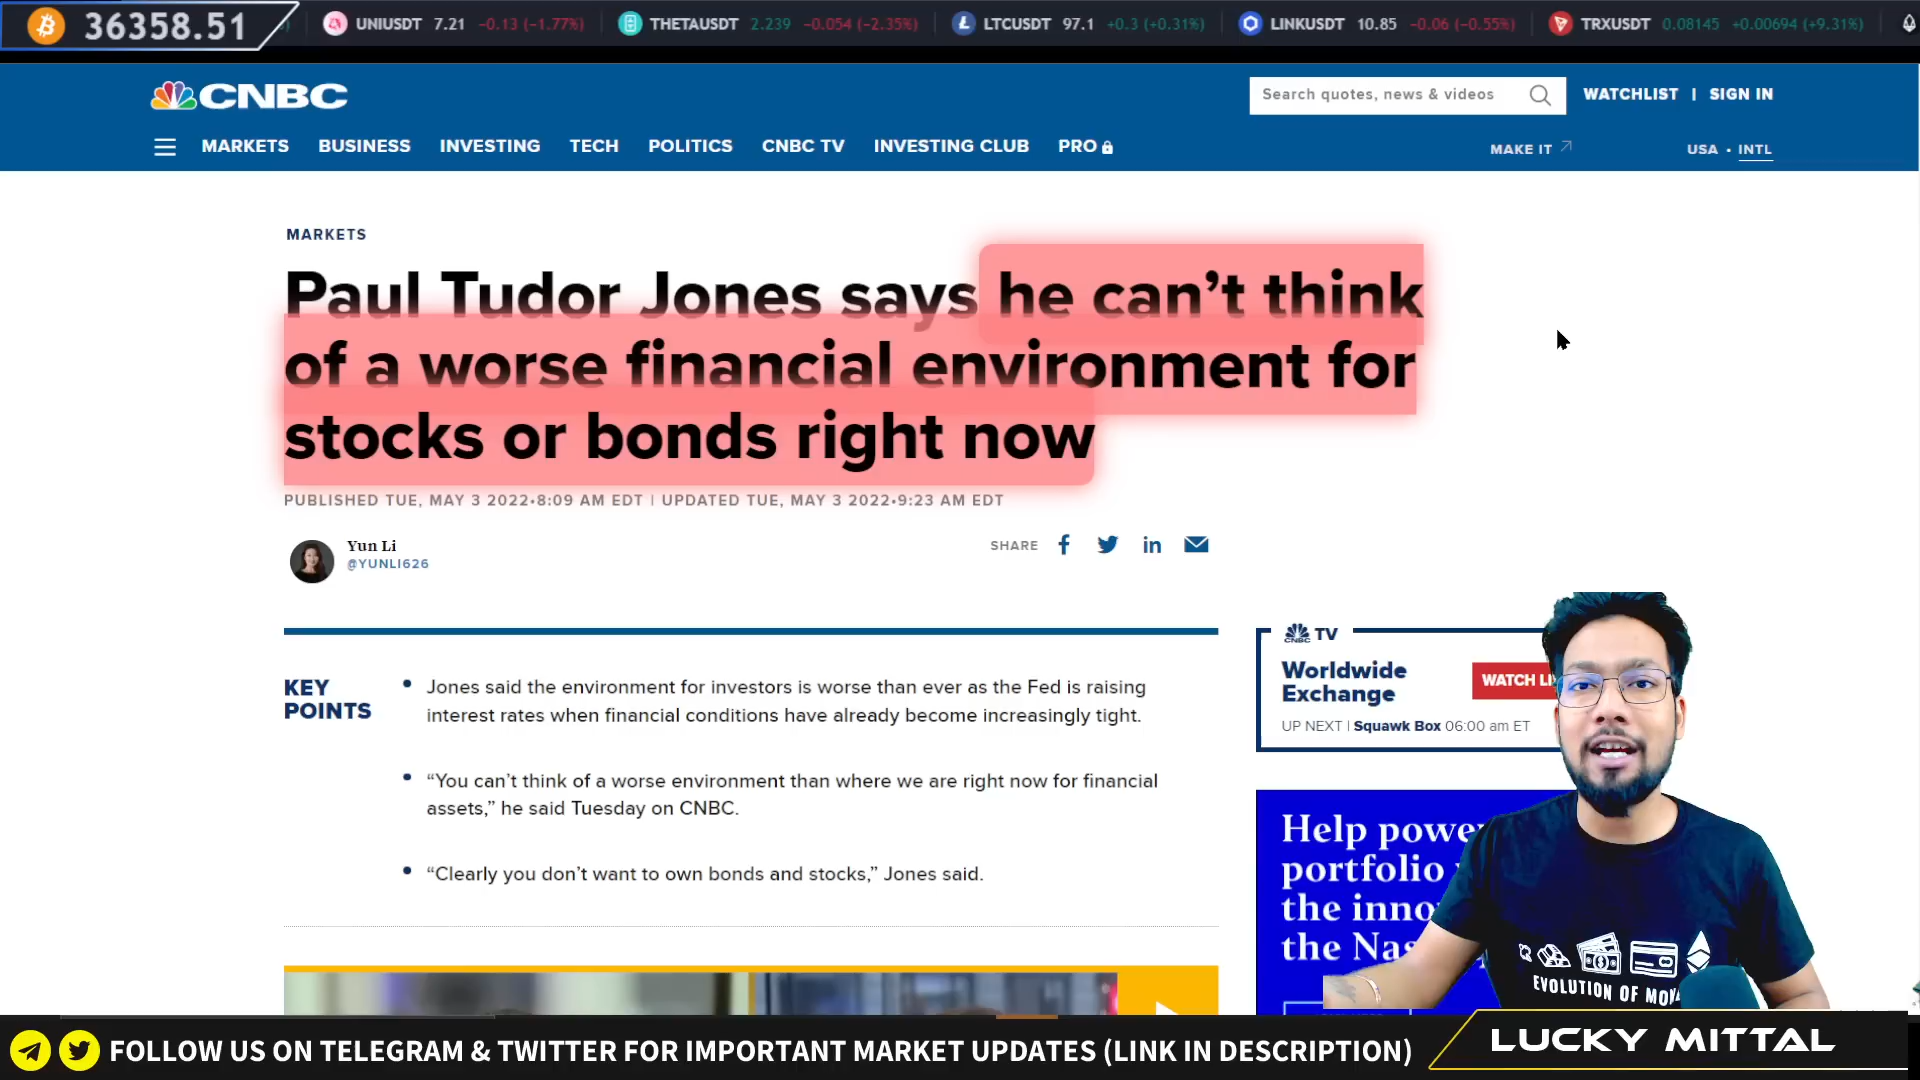 36358.51
UNIUSDT 7.21 −0.13 (−1.77%)
THETAUSDT 2.239 −0.054 (−2.35%)
LTCUSDT 97.1 +0.3 (+0.31%)
LINKUSDT 10.85 −0.06 (−0.55%)
TRXUSDT 0.08145 +0.00694 (+9.31%)
CNBC
Search quotes, news & videos
WATCHLIST | SIGN IN
MARKETS BUSINESS INVESTING TECH POLITICS CNBC TV INVESTING CLUB PRO
MAKE IT
USA • INTL
MARKETS
Paul Tudor Jones says he can’t think
of a worse financial environment for
stocks or bonds right now
PUBLISHED TUE, MAY 3 2022•8:09 AM EDT | UPDATED TUE, MAY 3 2022•9:23 AM EDT
Yun Li
@YUNLI626
SHARE
KEY
POINTS
• Jones said the environment for investors is worse than ever as the Fed is raising
interest rates when financial conditions have already become increasingly tight.
• “You can’t think of a worse environment than where we are right now for financial
assets,” he said Tuesday on CNBC.
• “Clearly you don’t want to own bonds and stocks,” Jones said.
CNBC TV
Worldwide
Exchange
WATCH
UP NEXT | Squawk Box 06:00 am ET
Help
portfolio
the
the
EVOLUTION OF
FOLLOW US ON TELEGRAM & TWITTER FOR IMPORTANT MARKET UPDATES (LINK IN DESCRIPTION)
LUCKY MITTAL